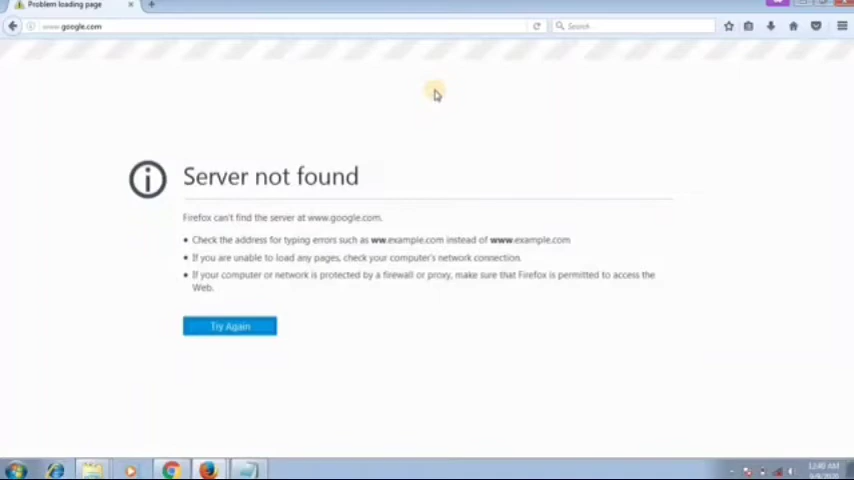 Problem loading page
www.google.com
Search
Server not found
Firefox can't find the server at www.google.com.
Check the address for typing errors such as ww.example.com instead of www.example.com
If you are unable to load any pages, check your computer's network connection.
If your computer or network is protected by a firewall or proxy, make sure that Firefox is permitted to access the
Web.
Try Again
12:40 AM